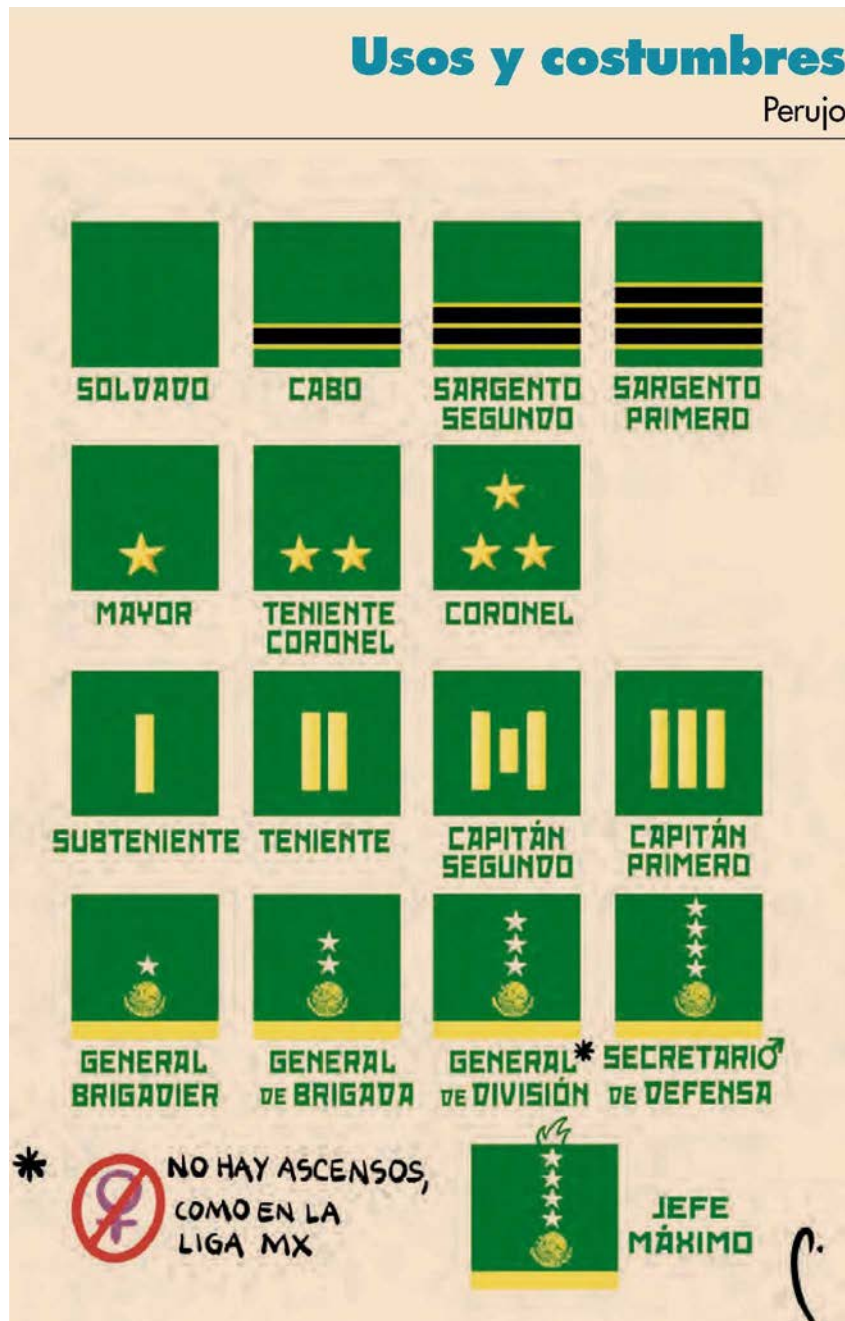 Usos y costumbres
Perujo
SOLDADO
CABO
SARGENTO
SEGUNDO
SARGENTO
PRIMERO
MAYOR
TENIENTE
CORONEL
CORONEL
SUBTENIENTE
TENIENTE
CAPITÁN
SEGUNDO
CAPITÁN
PRIMERO
GENERAL
BRIGADIER
GENERAL
DE BRIGADA
GENERAL*
DE DIVISIÓN
SECRETARIO
DE DEFENSA
* NO HAY ASCENSOS,
COMO EN LA
LIGA MX
JEFE
MÁXIMO